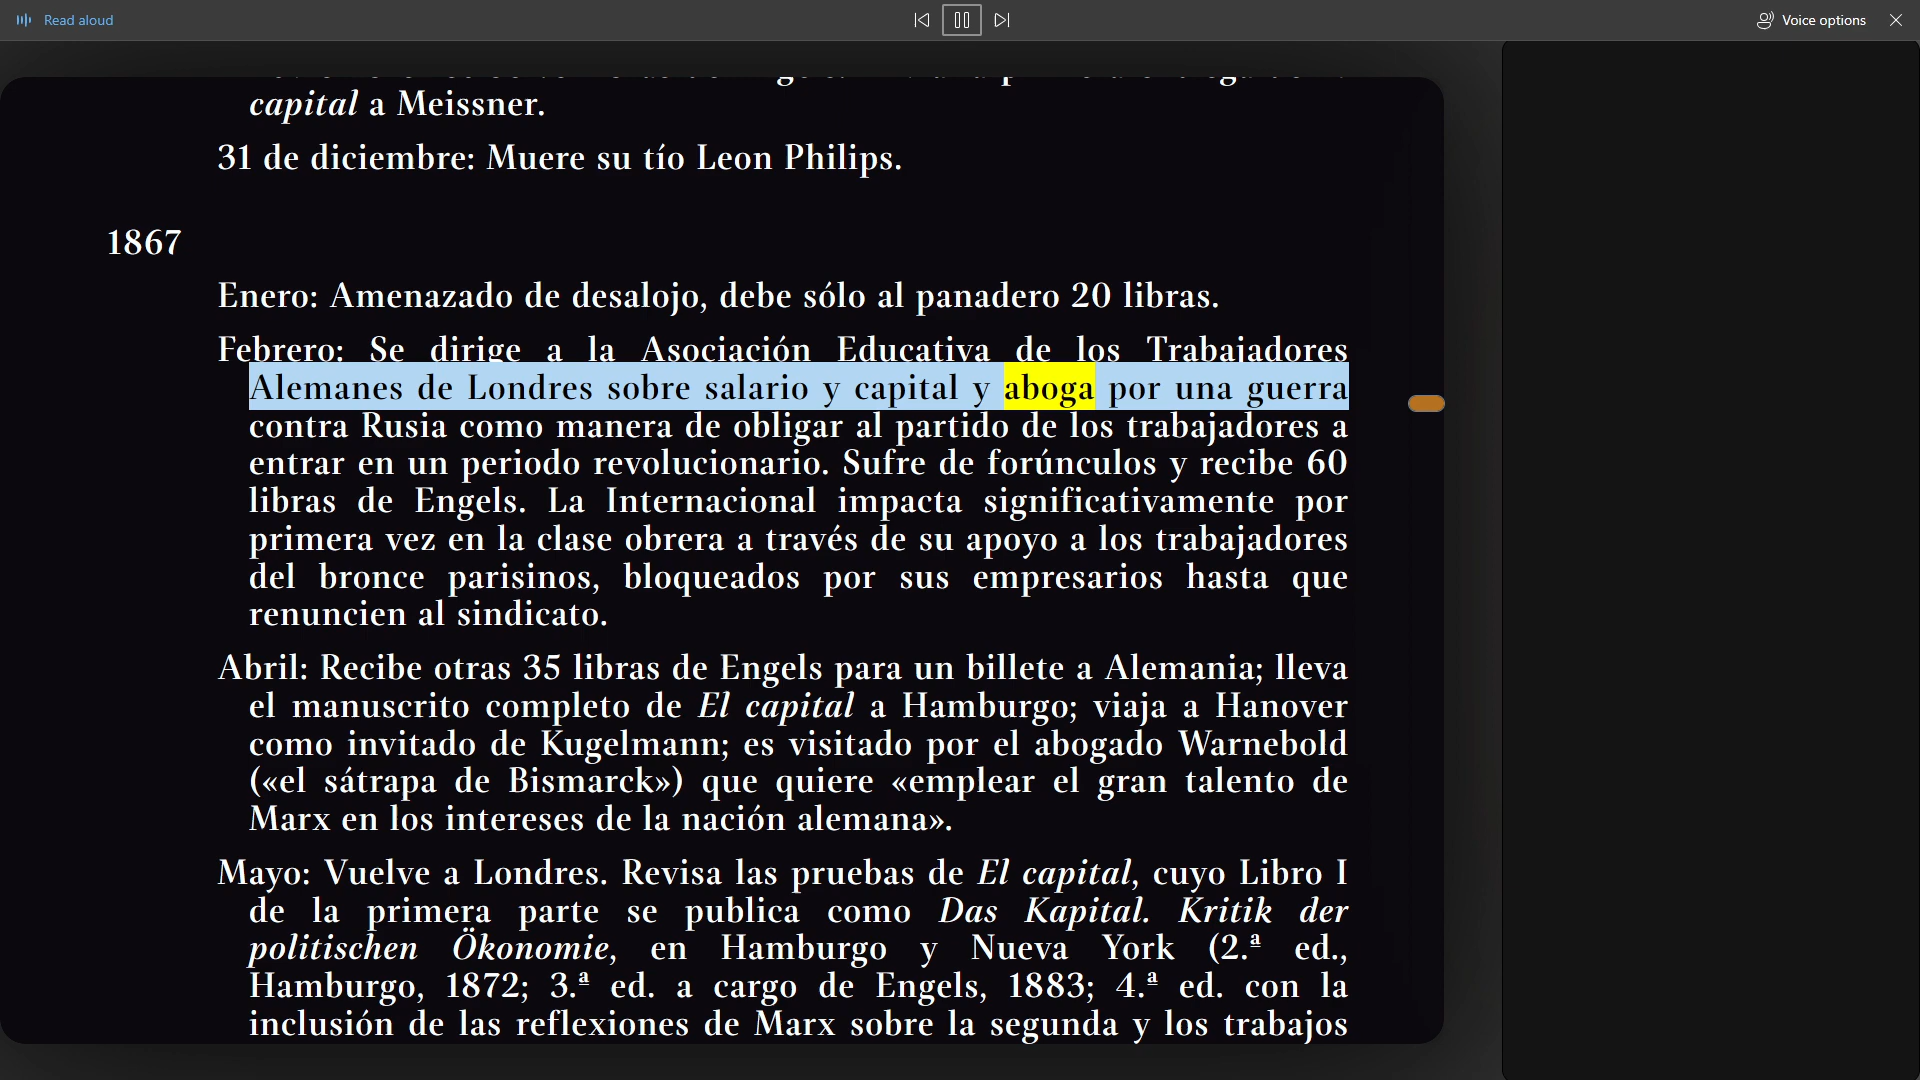 Read aloud
Voice options
capital a Meissner.
31 de diciembre: Muere su tío Leon Philips.
1867
Enero: Amenazado de desalojo, debe sólo al panadero 20 libras.
Febrero: Se dirige a la Asociación Educativa de los Trabajadores
Alemanes de Londres sobre salario y capital y aboga por una guerra
contra Rusia como manera de obligar al partido de los trabajadores a
entrar en un periodo revolucionario. Sufre de forúnculos y recibe 60
libras de Engels. La Internacional impacta significativamente por
primera vez en la clase obrera a través de su apoyo a los trabajadores
del bronce parisinos, bloqueados por sus empresarios hasta que
renuncien al sindicato.
Abril: Recibe otras 35 libras de Engels para un billete a Alemania; lleva
el manuscrito completo de El capital a Hamburgo; viaja a Hanover
como invitado de Kugelmann; es visitado por el abogado Warnebold
(«el sátrapa de Bismarck») que quiere «emplear el gran talento de
Marx en los intereses de la nación alemana».
Mayo: Vuelve a Londres. Revisa las pruebas de El capital, cuyo Libro I
de la primera parte se publica como Das Kapital. Kritik der
politischen Ökonomie, en Hamburgo y Nueva York (2.ª ed.,
Hamburgo, 1872; 3.ª ed. a cargo de Engels, 1883; 4.ª ed. con la
inclusión de las reflexiones de Marx sobre la segunda y los trabajos